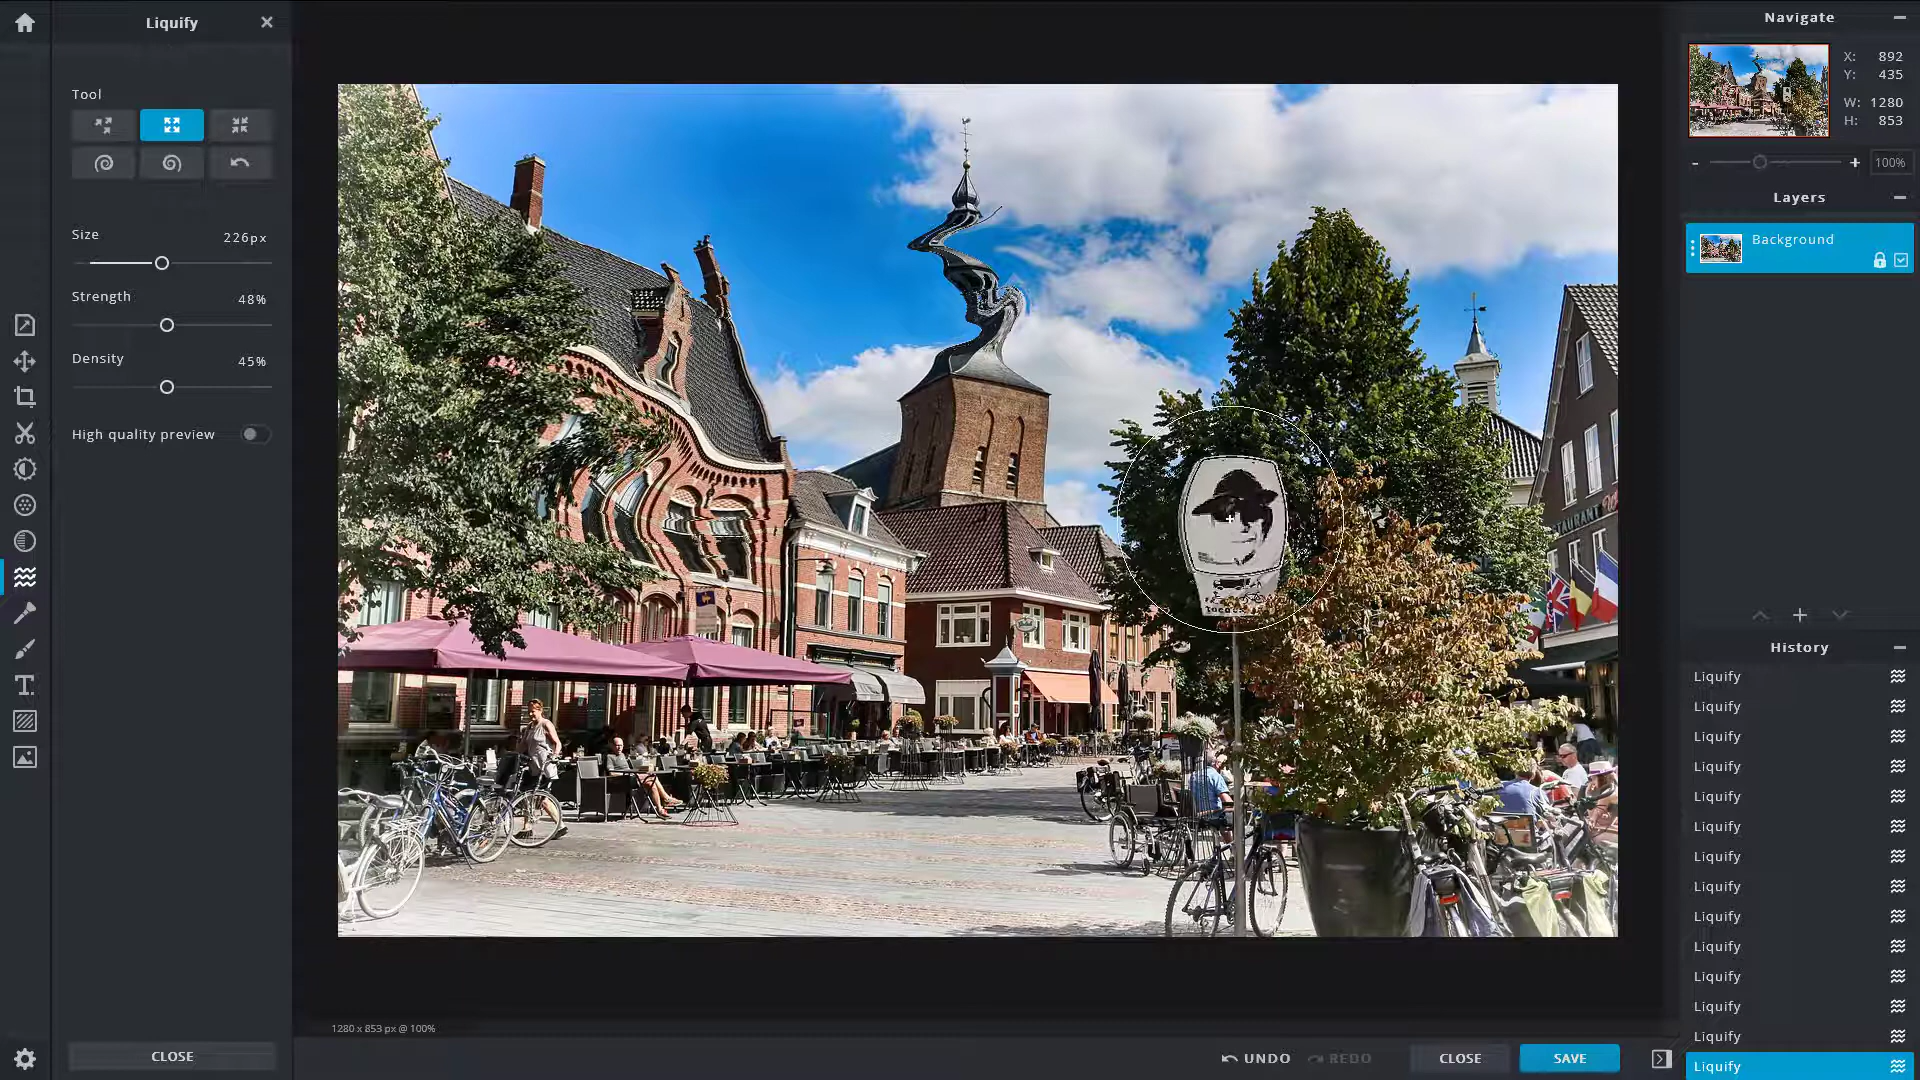 Liquify
Tool
Size
226px
Strength
48%
Density
45%
High quality preview
CLOSE
1280 x 853 px @ 100%
UNDO
REDO
CLOSE
SAVE
Navigate
X: 892
Y: 435
W: 1280
H: 853
- + 100%
Layers
Background
History
Liquify
Liquify
Liquify
Liquify
Liquify
Liquify
Liquify
Liquify
Liquify
Liquify
Liquify
Liquify
Liquify
Liquify